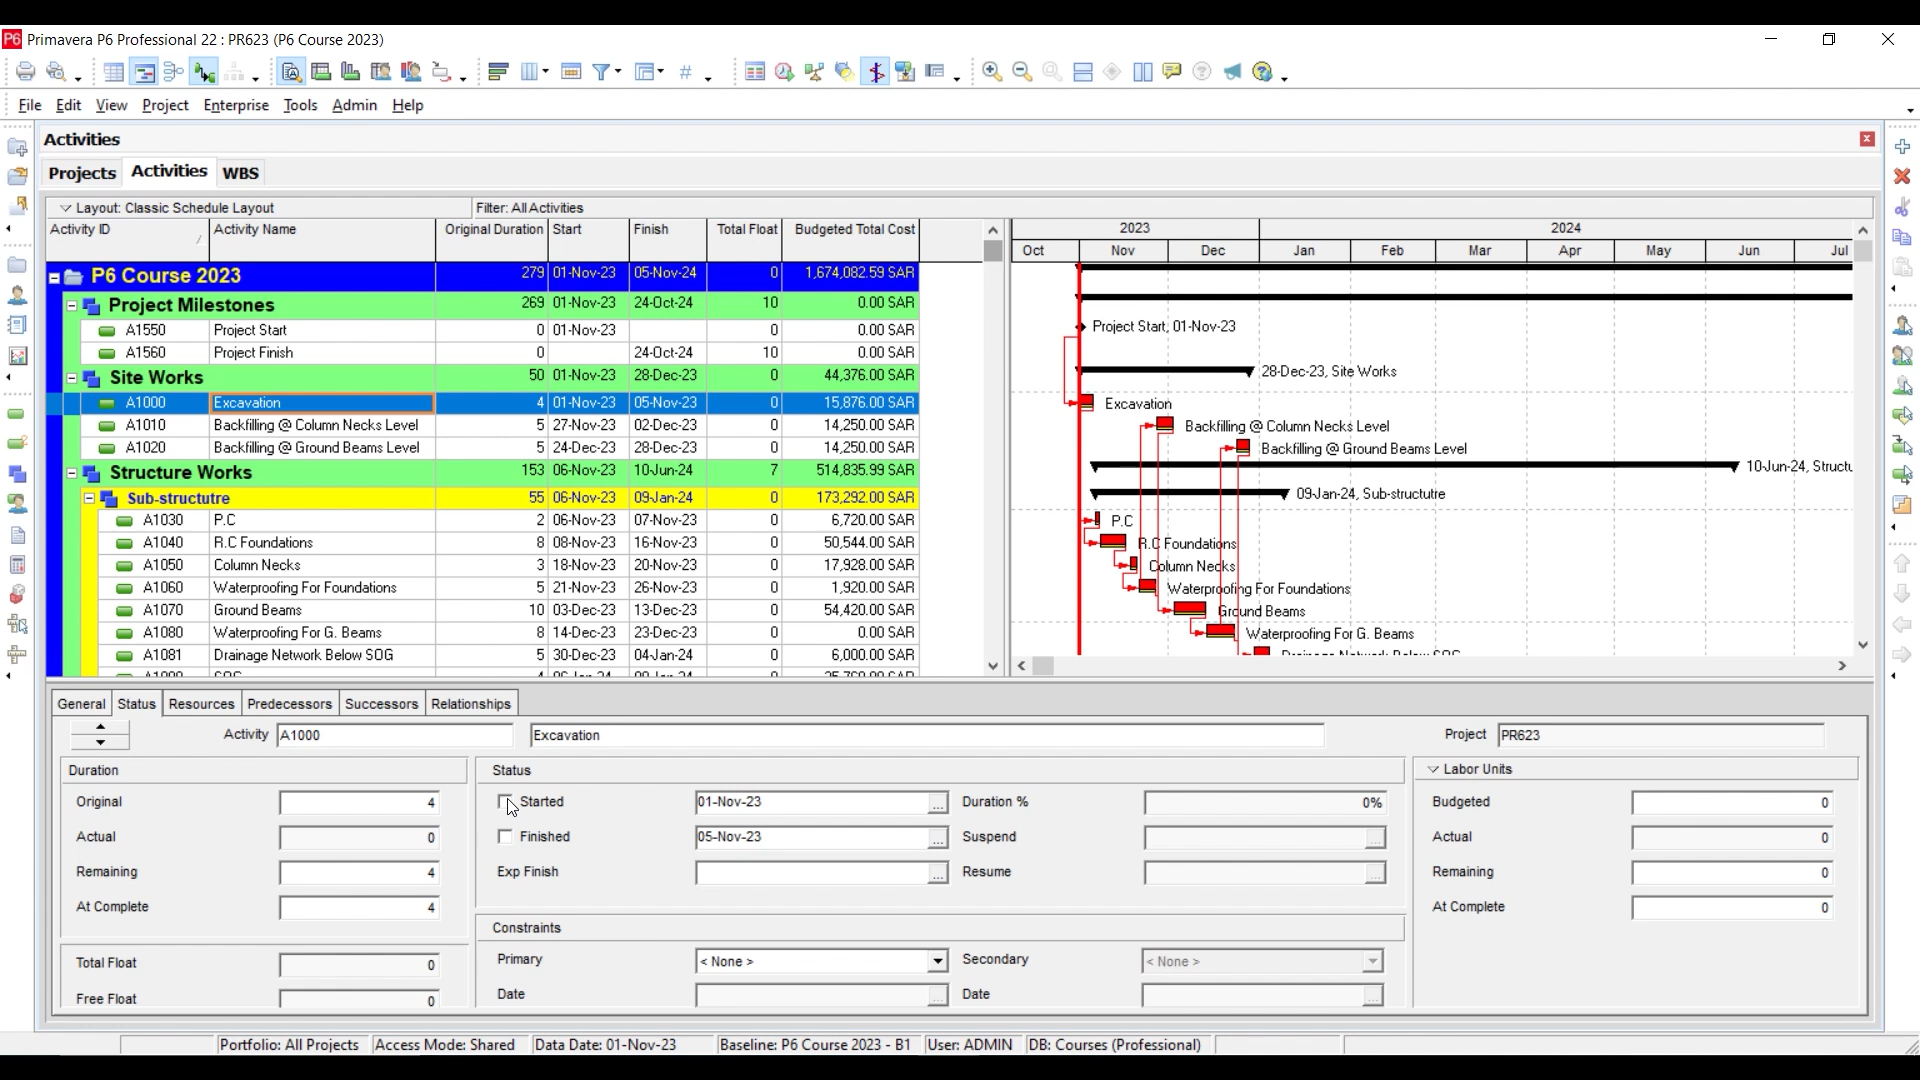 P6 Primavera P6 Professional 22 : PR623 (P6 Course 2023)
File Edit View Project Enterprise Tools Admin Help
Activities
Projects Activities WBS
Layout: Classic Schedule Layout Filter: All Activities
Activity ID Activity Name Original Duration Start Finish Total Float Budgeted Total Cost
2023 2024
Oct Nov Dec Jan Feb Mar Apr May Jun Jul
P6 Course 2023 279 01-Nov-23 05-Nov-24 0 1,674,082.59 SAR
Project Milestones 269 01-Nov-23 24-Oct-24 10 0.00 SAR
A1550 Project Start 0 01-Nov-23 0 0.00 SAR Project Start, 01-Nov-23
A1560 Project Finish 0 24-Oct-24 10 0.00 SAR
Site Works 50 01-Nov-23 28-Dec-23 0 44,376.00 SAR 28-Dec-23, Site Works
A1000 Excavation 4 01-Nov-23 05-Nov-23 0 15,876.00 SAR Excavation
A1010 Backfilling @ Column Necks Level 5 27-Nov-23 02-Dec-23 0 14,250.00 SAR Backfilling @ Column Necks Level
A1020 Backfilling @ Ground Beams Level 5 24-Dec-23 28-Dec-23 0 14,250.00 SAR Backfilling @ Ground Beams Level
Structure Works 153 06-Nov-23 10-Jun-24 7 514,835.99 SAR 10-Jun-24, Structu
Sub-structutre 55 06-Nov-23 09-Jan-24 0 173,292.00 SAR 09-Jan-24, Sub-structutre
A1030 P.C 2 06-Nov-23 07-Nov-23 0 6,720.00 SAR P.C
A1040 R.C Foundations 8 08-Nov-23 16-Nov-23 0 50,544.00 SAR R.C Foundations
A1050 Column Necks 3 18-Nov-23 20-Nov-23 0 17,928.00 SAR Column Necks
A1060 Waterproofing For Foundations 5 21-Nov-23 26-Nov-23 0 1,920.00 SAR Waterproofing For Foundations
A1070 Ground Beams 10 03-Dec-23 13-Dec-23 0 54,420.00 SAR Ground Beams
A1080 Waterproofing For G. Beams 8 14-Dec-23 23-Dec-23 0 0.00 SAR Waterproofing For G. Beams
A1081 Drainage Network Below SOG 5 30-Dec-23 04-Jan-24 0 6,000.00 SAR
General Status Resources Predecessors Successors Relationships
Activity A1000 Excavation Project PR623
Duration Status Labor Units
Original 4 Started 01-Nov-23 ... Duration % 0% Budgeted 0
Actual 0 Finished 05-Nov-23 ... Suspend ... Actual 0
Remaining 4 Exp Finish ... Resume ... Remaining 0
At Complete 4 At Complete 0
Constraints
Total Float 0 Primary < None > Secondary < None >
Free Float 0 Date ... Date ...
Portfolio: All Projects Access Mode: Shared Data Date: 01-Nov-23 Baseline: P6 Course 2023 - B1 User: ADMIN DB: Courses (Professional)